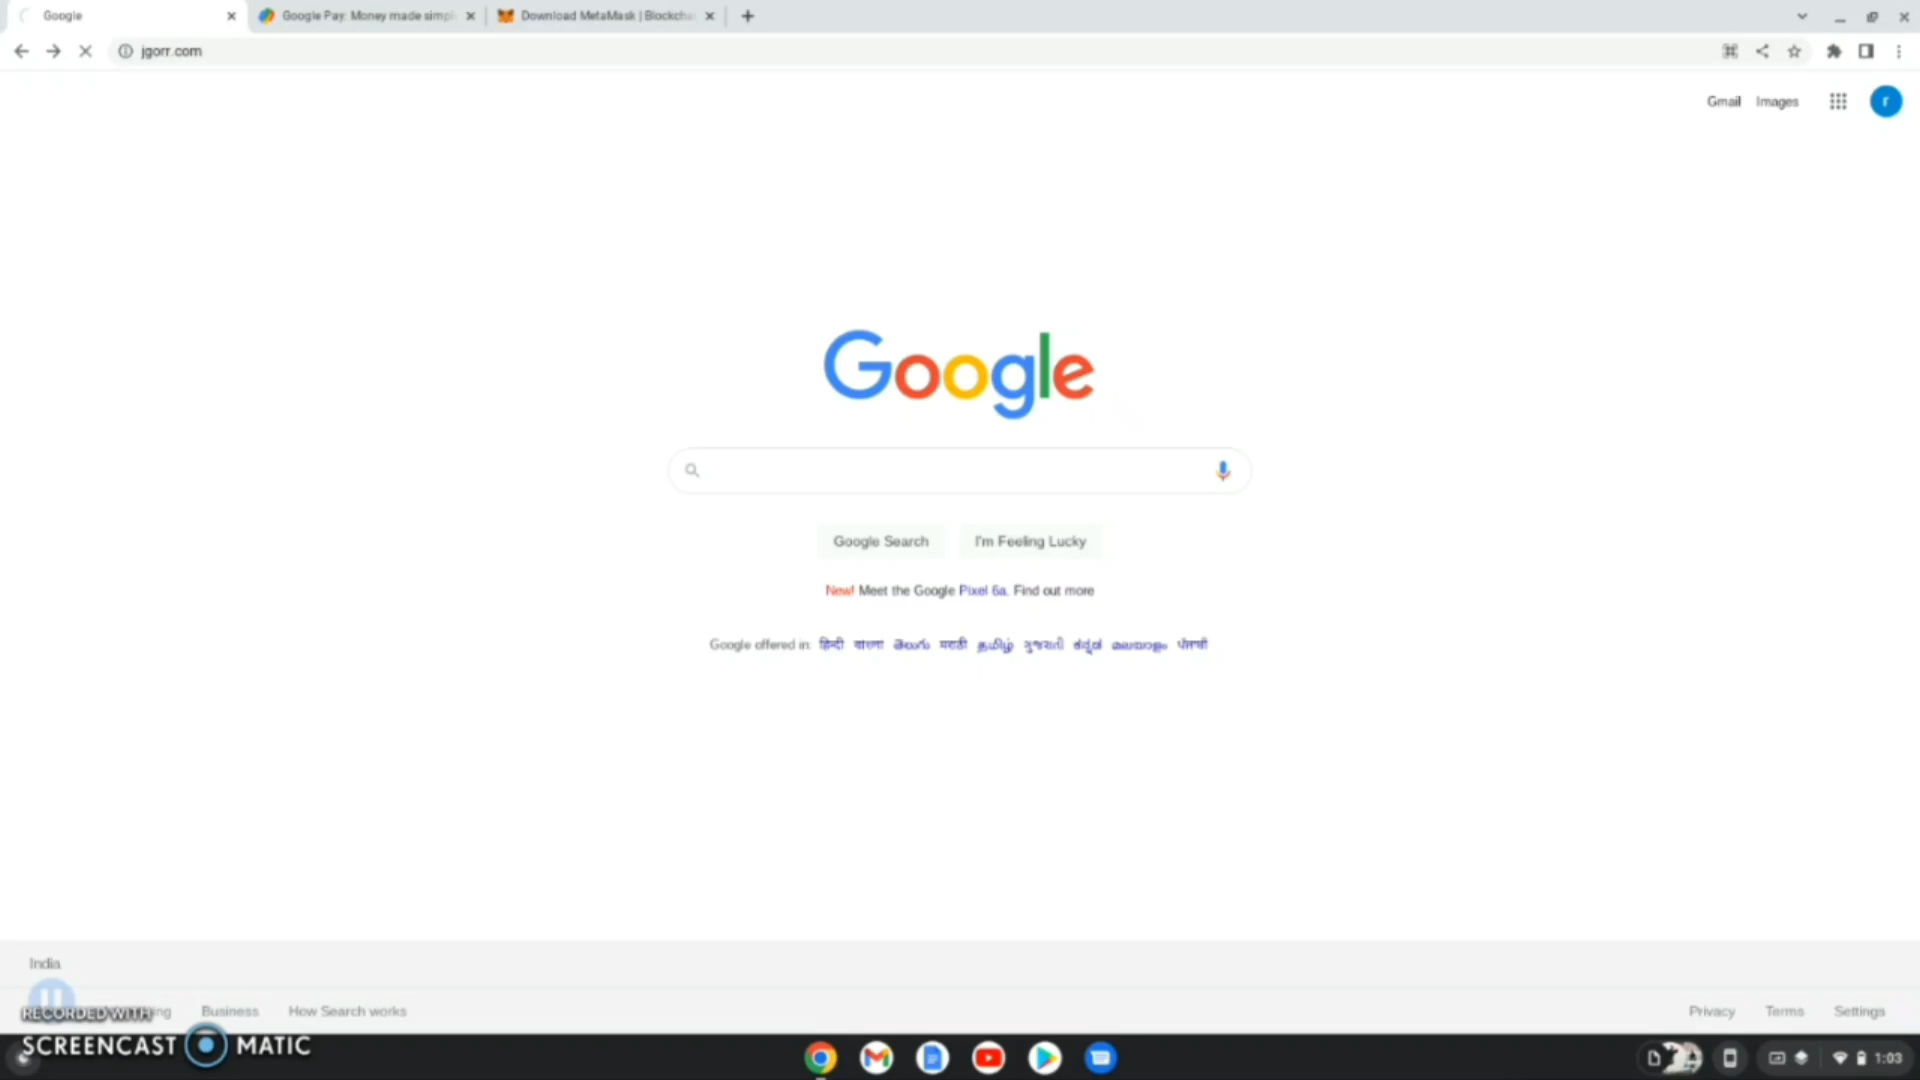 Google
Google Pay: Money made simpl
Download MetaMask | Blockcha
jgorr.com
Gmail Images
r
Google
Google Search
I'm Feeling Lucky
New! Meet the Google Pixel 6a. Find out more
Google offered in: हिन्दी বাংলা తెలుగు मराठी தமிழ் ગુજરાતી ಕನ್ನಡ മലയാളം ਪੰਜਾਬੀ
India
Business How Search works
Privacy Terms Settings
RECORDED WITH
SCREENCAST MATIC
1:03